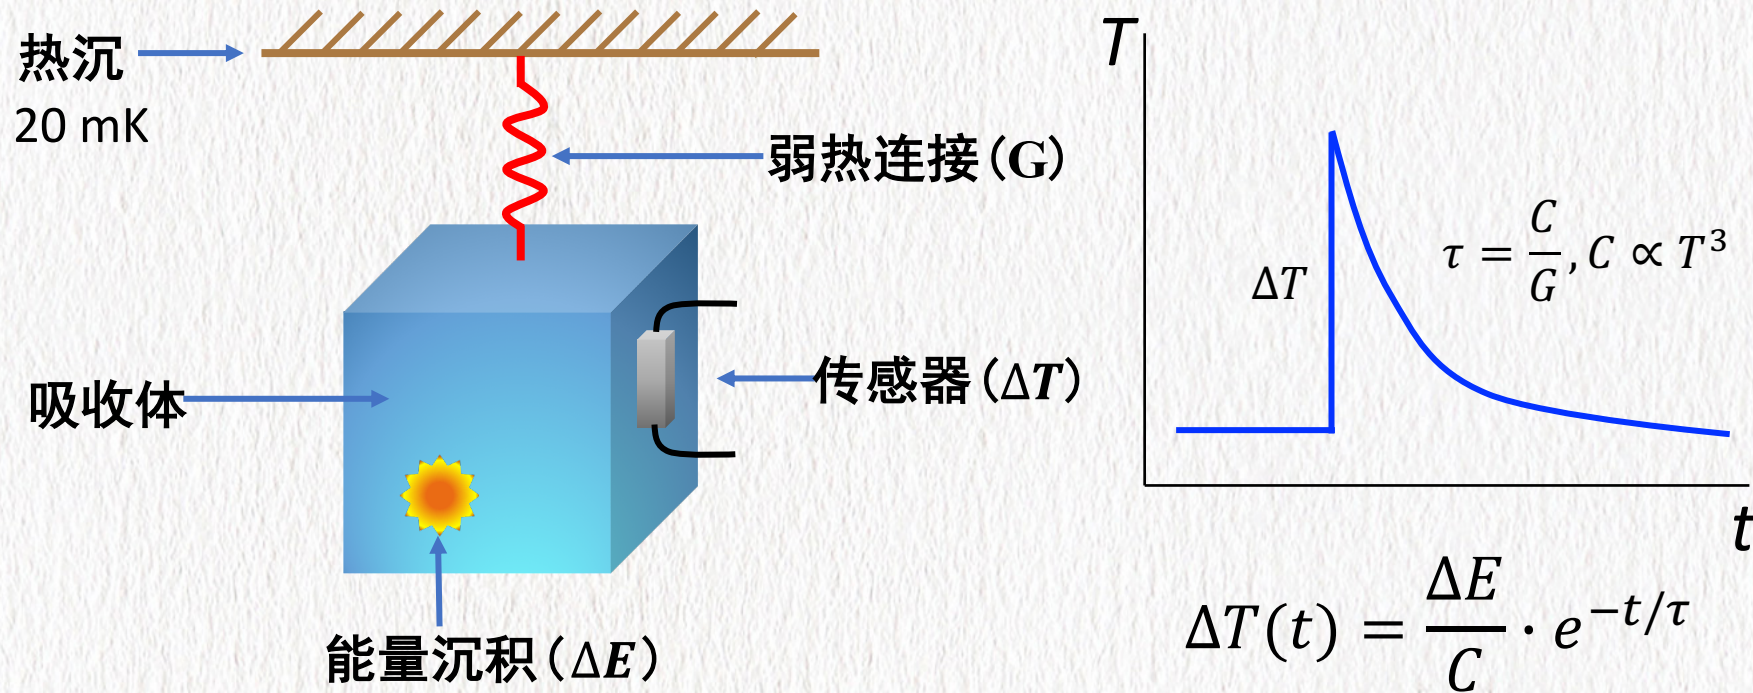 热沉
20 mK
弱热连接(G)
吸收体
传感器(ΔT)
能量沉积(ΔE)
T
ΔT
τ = C/G, C ∝ T³
t
ΔT(t) = ΔE/C · e^{−t/τ}